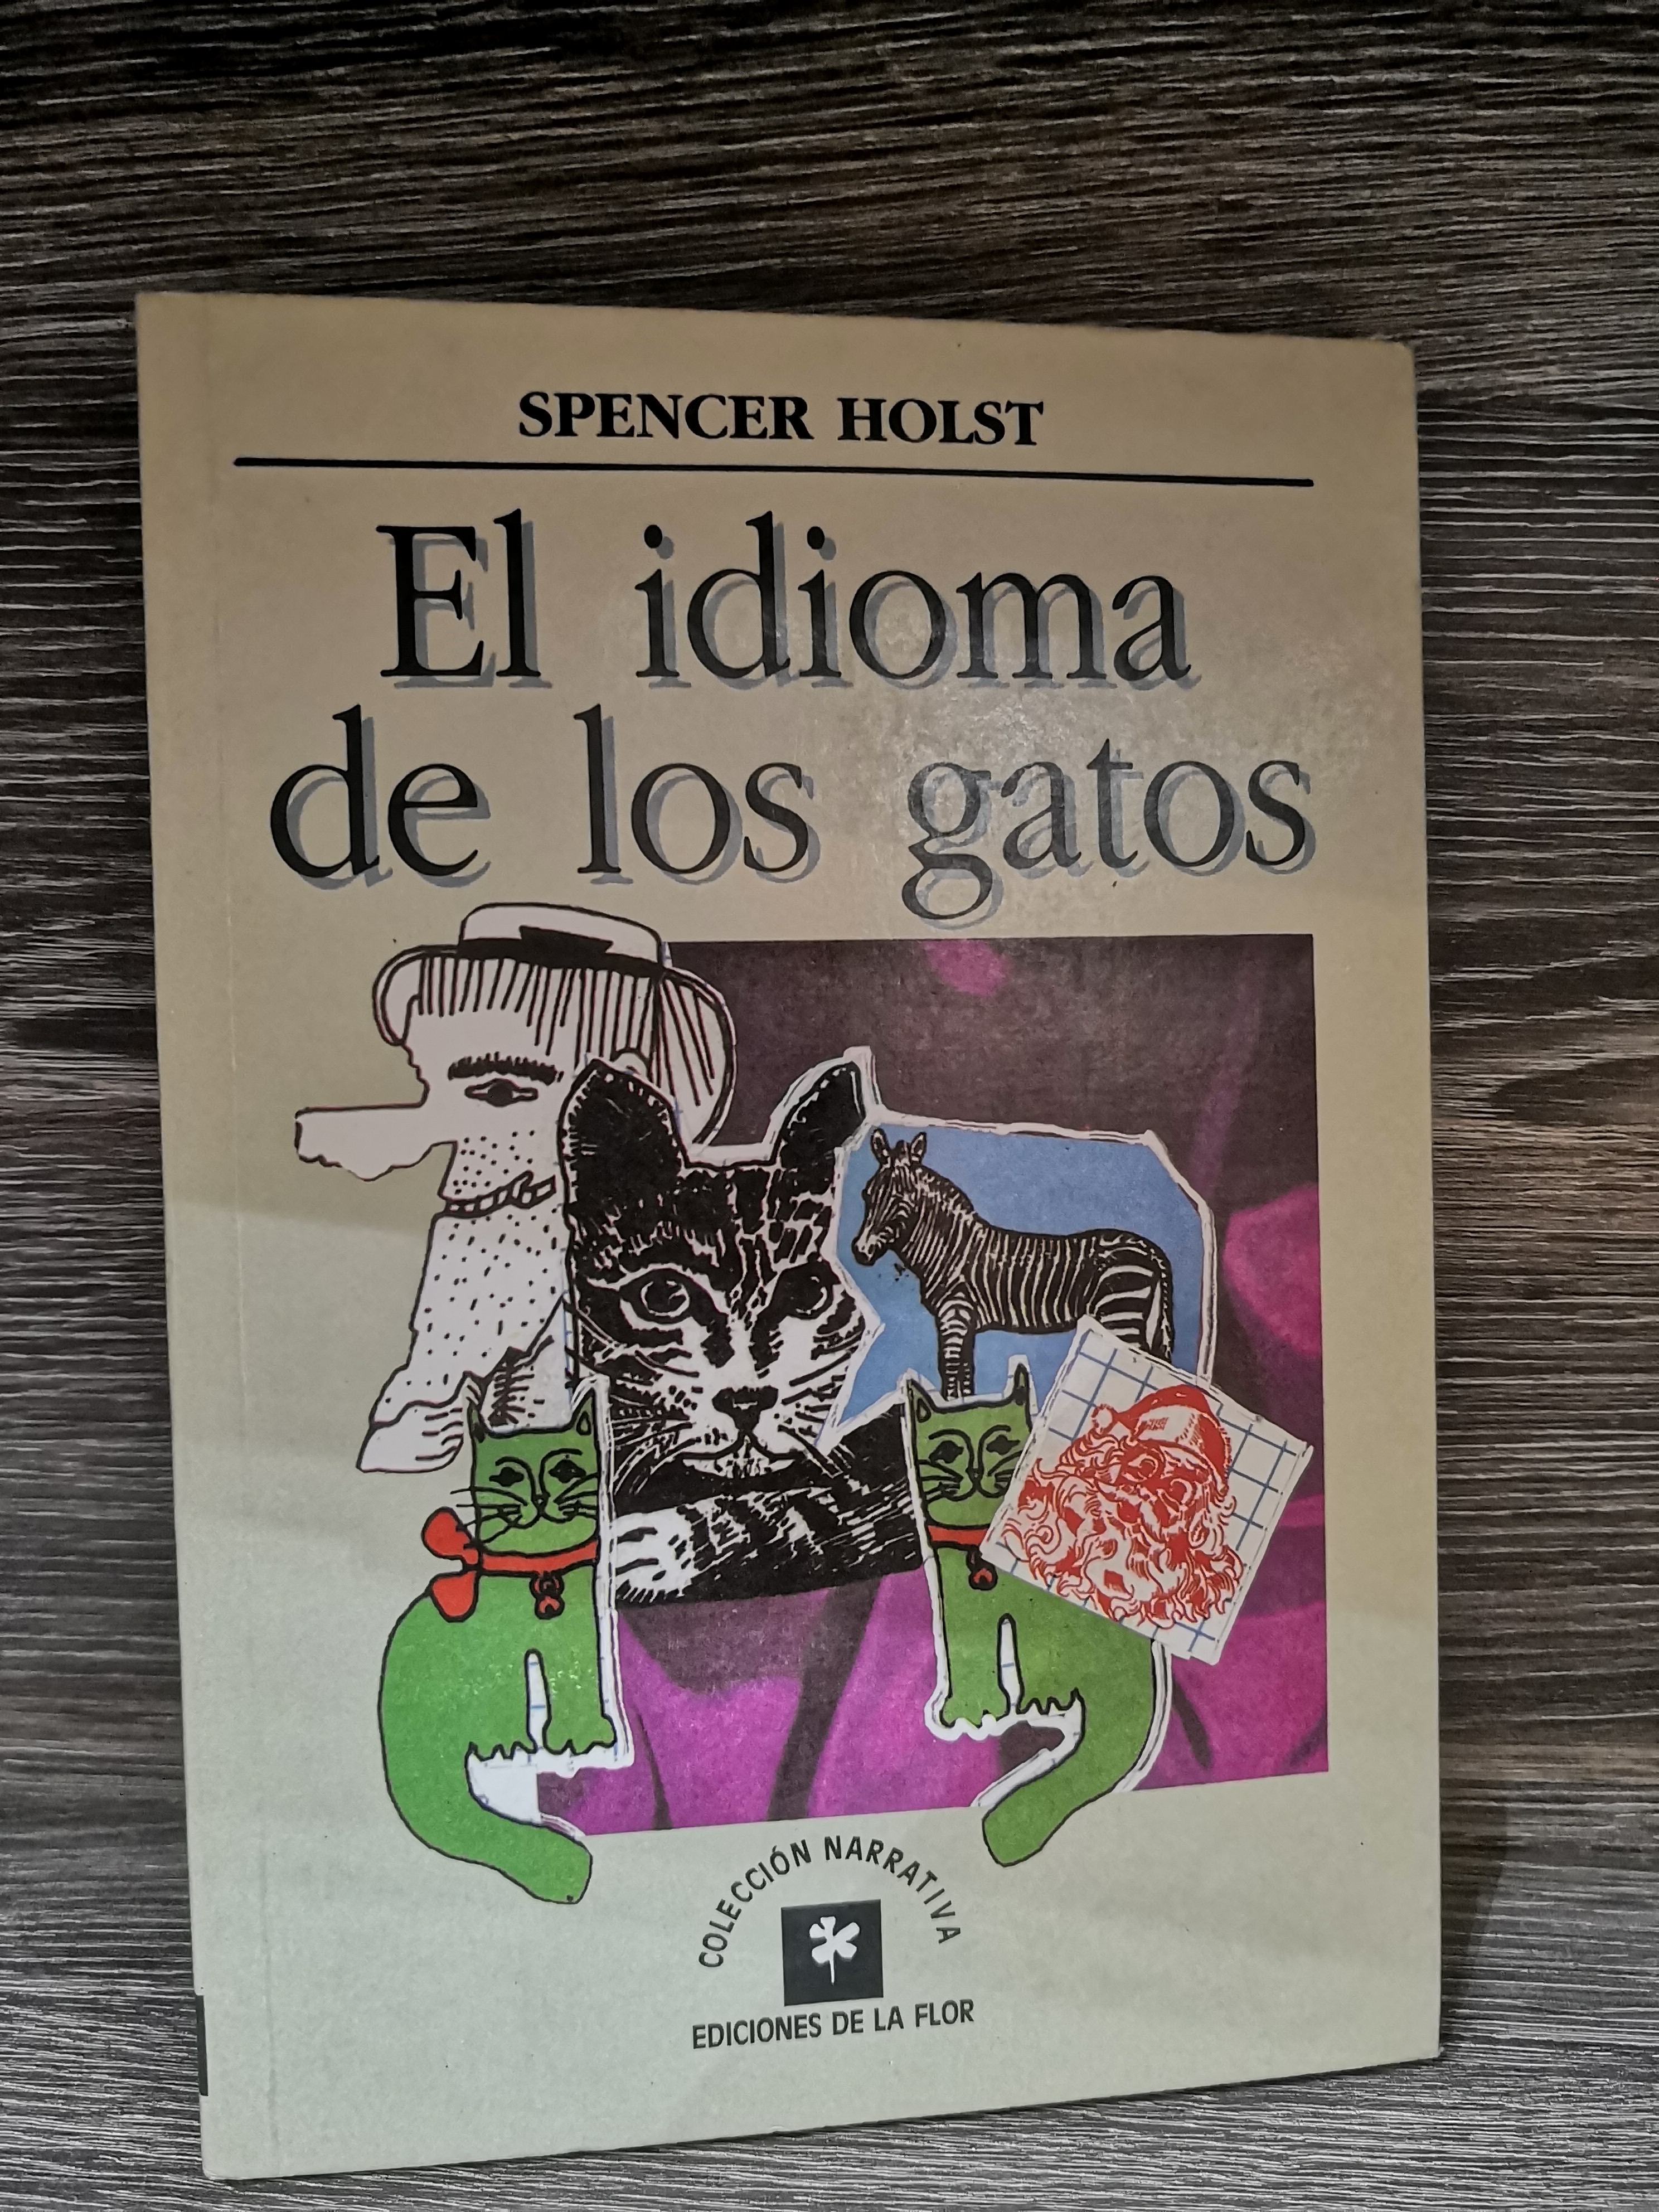 SPENCER HOLST
El idioma
de los gatos
COLECCIÓN NARRATIVA
EDICIONES DE LA FLOR